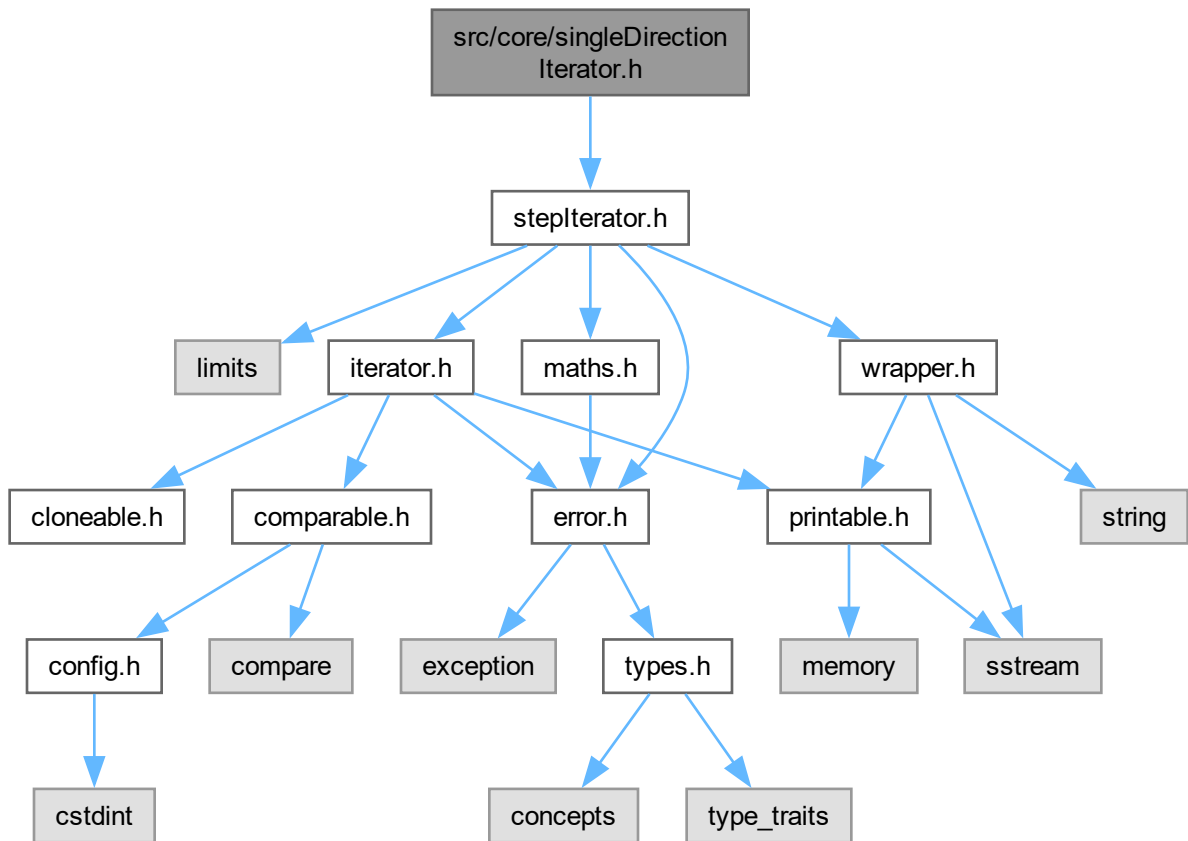 src/core/singleDirection
Iterator.h
stepIterator.h
limits
iterator.h
maths.h
wrapper.h
cloneable.h
comparable.h
error.h
printable.h
string
config.h
compare
exception
types.h
memory
sstream
cstdint
concepts
type_traits